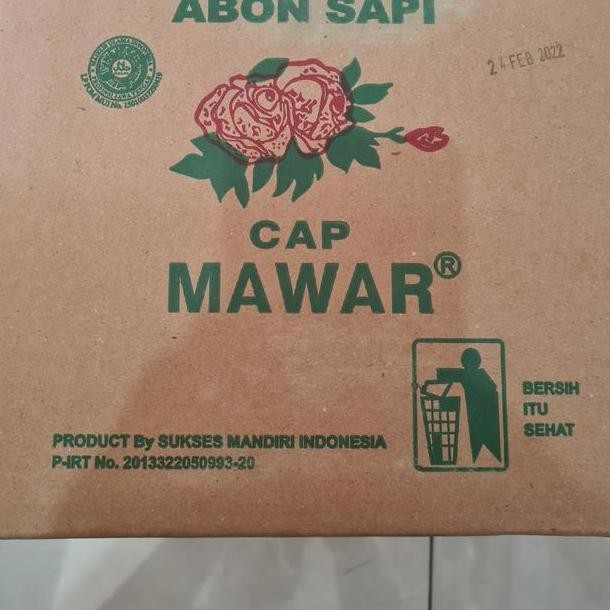 ABON SAPI
24 FEB 2022
CAP
MAWAR®
BERSIH
ITU
SEHAT
PRODUCT By SUKSES MANDIRI INDONESIA
P-IRT No. 2013322050993-20